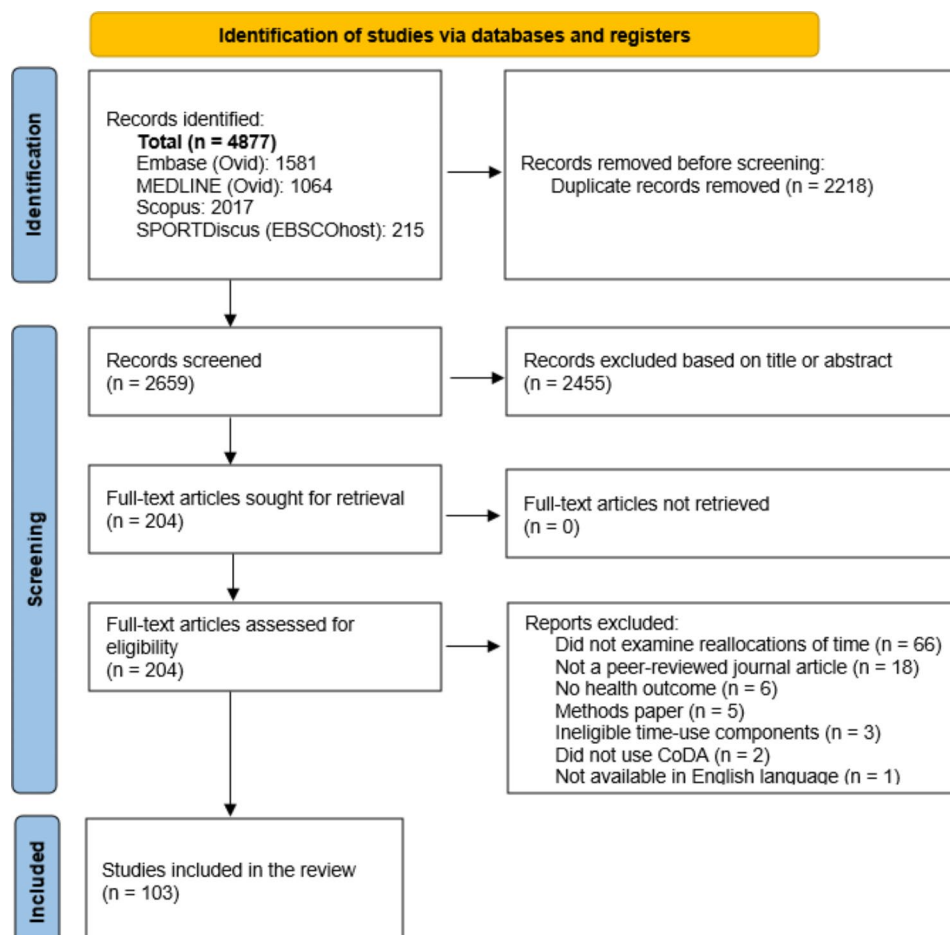 Identification of studies via databases and registers
Identification
Records identified:
Total (n = 4877)
Embase (Ovid): 1581
MEDLINE (Ovid): 1064
Scopus: 2017
SPORTDiscus (EBSCOhost): 215
Records removed before screening:
Duplicate records removed (n = 2218)
Screening
Records screened
(n = 2659)
Records excluded based on title or abstract
(n = 2455)
Full-text articles sought for retrieval
(n = 204)
Full-text articles not retrieved
(n = 0)
Full-text articles assessed for
eligibility
(n = 204)
Reports excluded:
Did not examine reallocations of time (n = 66)
Not a peer-reviewed journal article (n = 18)
No health outcome (n = 6)
Methods paper (n = 5)
Ineligible time-use components (n = 3)
Did not use CoDA (n = 2)
Not available in English language (n = 1)
Included
Studies included in the review
(n = 103)